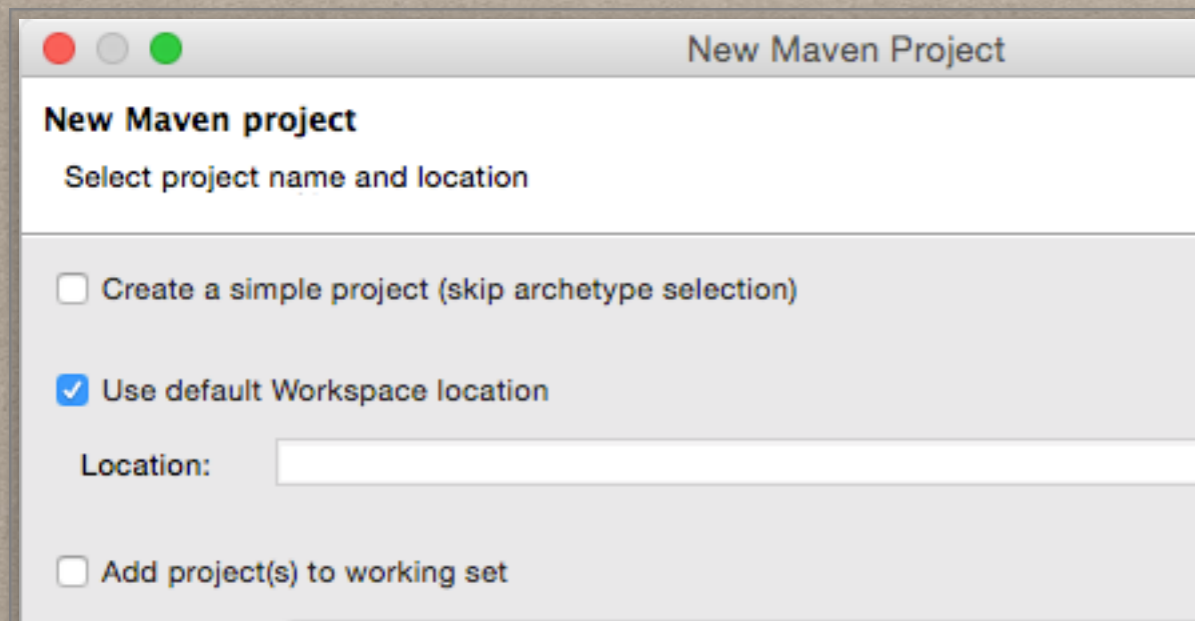 New Maven Project
New Maven project
Select project name and location
Create a simple project (skip archetype selection)
Use default Workspace location
Location:
Add project(s) to working set